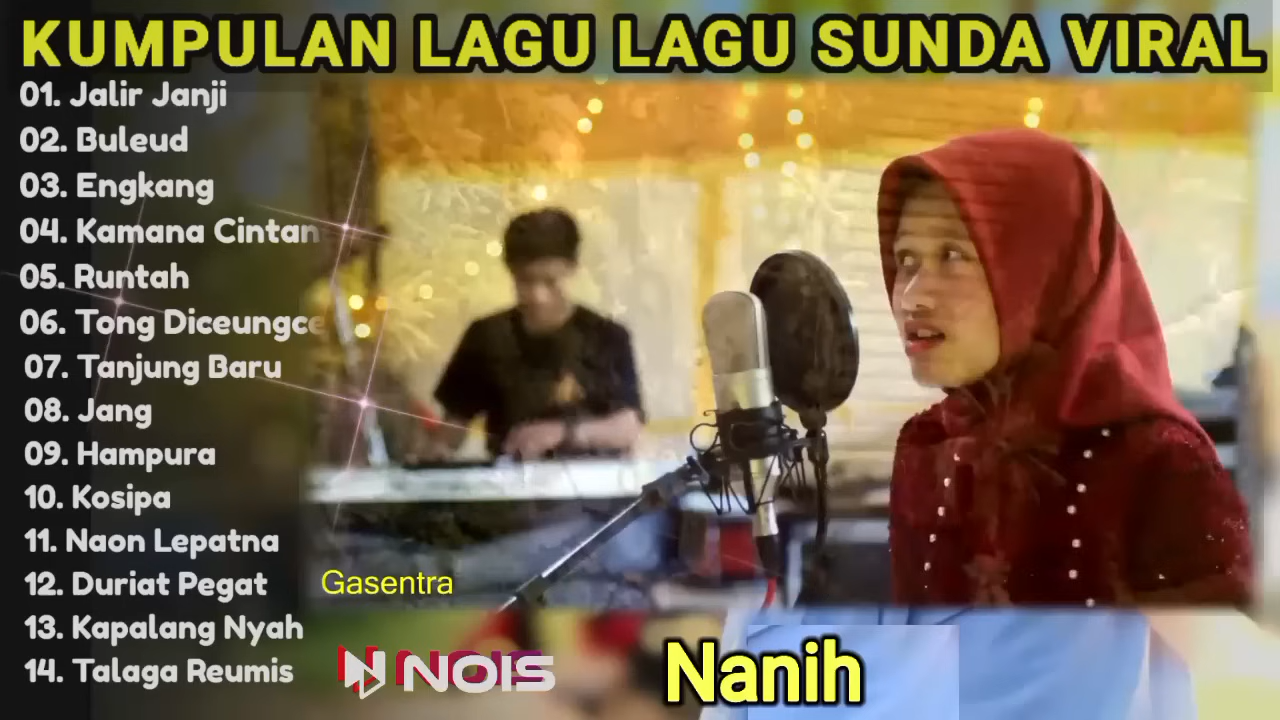 KUMPULAN LAGU LAGU SUNDA VIRAL
01. Jalir Janji
02. Buleud
03. Engkang
04. Kamana Cintan
05. Runtah
06. Tong Diceungce
07. Tanjung Baru
08. Jang
09. Hampura
10. Kosipa
11. Naon Lepatna
12. Duriat Pegat
13. Kapalang Nyah
14. Talaga Reumis
Gasentra
NOIS
Nanih